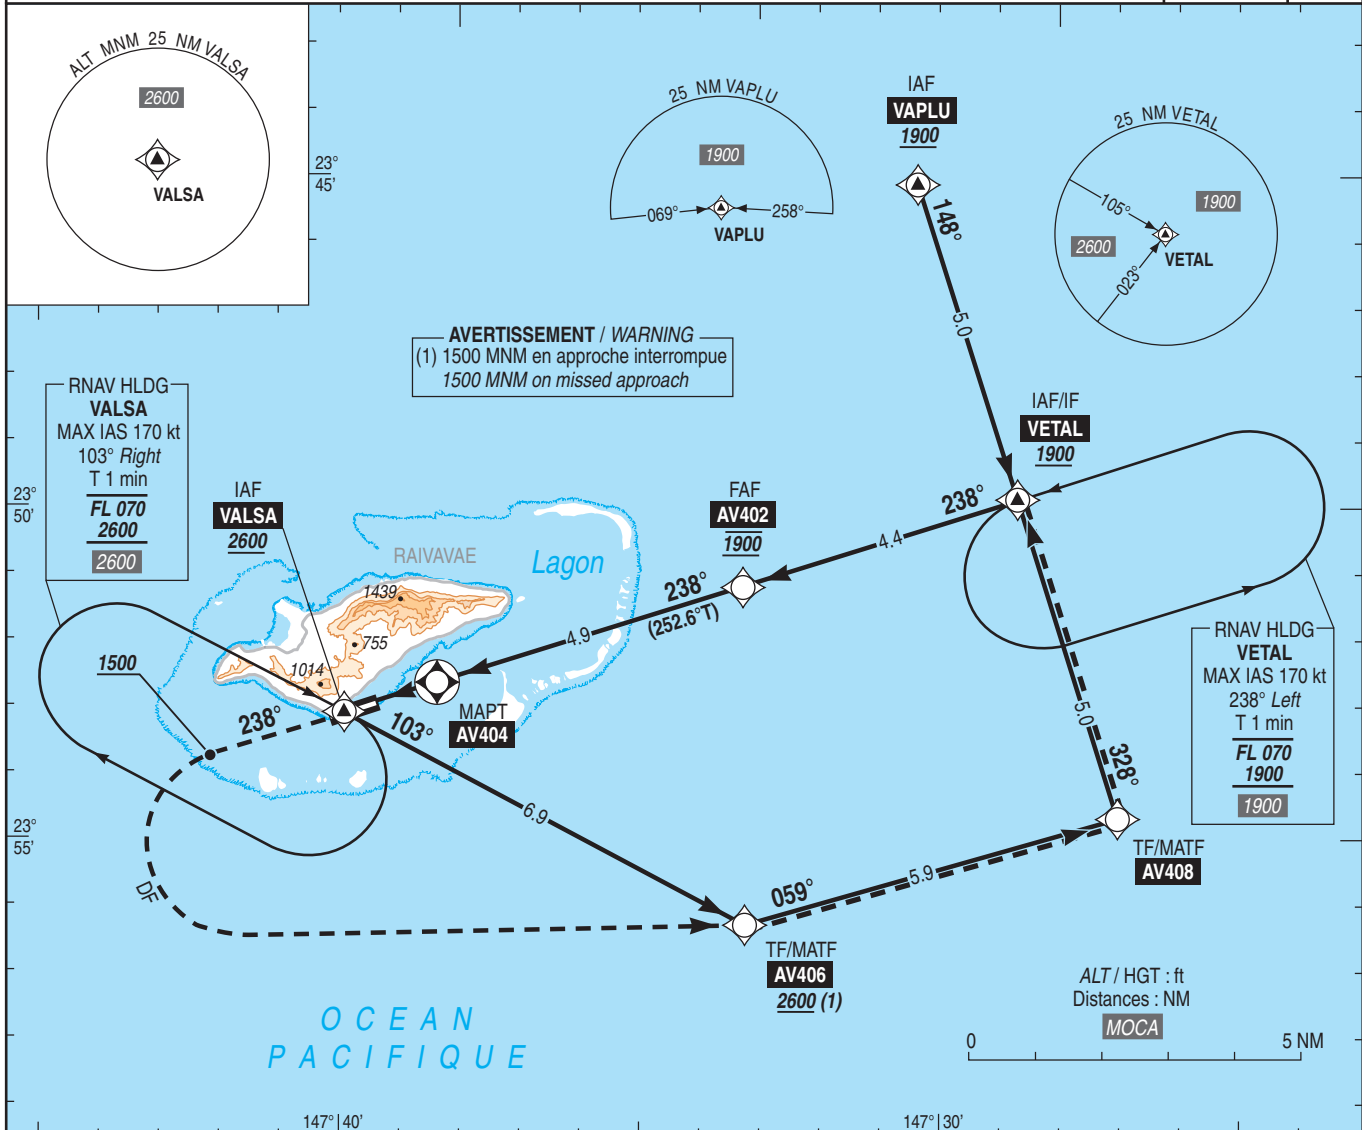 ALT MNM 25 NM VALSA
2600
VALSA
23°
45'
25 NM VAPLU
1900
069°
258°
VAPLU
IAF
VAPLU
1900
148°
5.0
25 NM VETAL
105°
1900
2600
023°
VETAL
AVERTISSEMENT / WARNING
(1) 1500 MNM en approche interrompue
1500 MNM on missed approach
RNAV HLDG
VALSA
MAX IAS 170 kt
103° Right
T 1 min
FL 070
2600
2600
23°
50'
IAF
VALSA
2600
RAIVAVAE
Lagon
1439
755
1014
FAF
AV402
1900
IAF/IF
VETAL
1900
238°
4.4
238°
(252.6°T)
4.9
MAPT
AV404
1500
238°
103°
6.9
DF
RNAV HLDG
VETAL
MAX IAS 170 kt
238° Left
T 1 min
FL 070
1900
1900
5.0
328°
TF/MATF
AV408
23°
55'
059°
5.9
TF/MATF
AV406
2600 (1)
OCEAN
PACIFIQUE
ALT / HGT : ft
Distances : NM
MOCA
0 5 NM
147° 40'
147° 30'